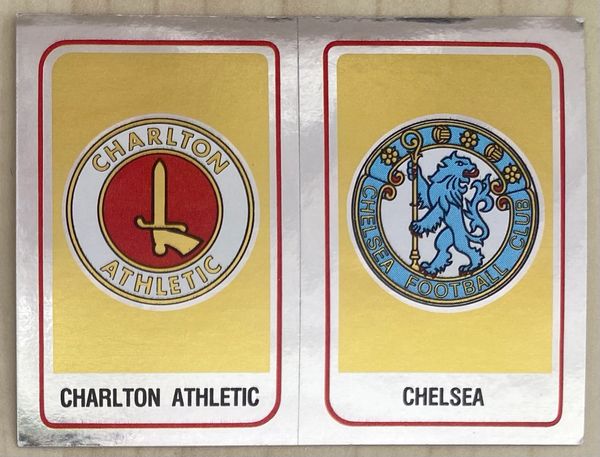 CHARLTON
ATHLETIC
CHARLTON ATHLETIC
CHELSEA FOOTBALL CLUB
CHELSEA